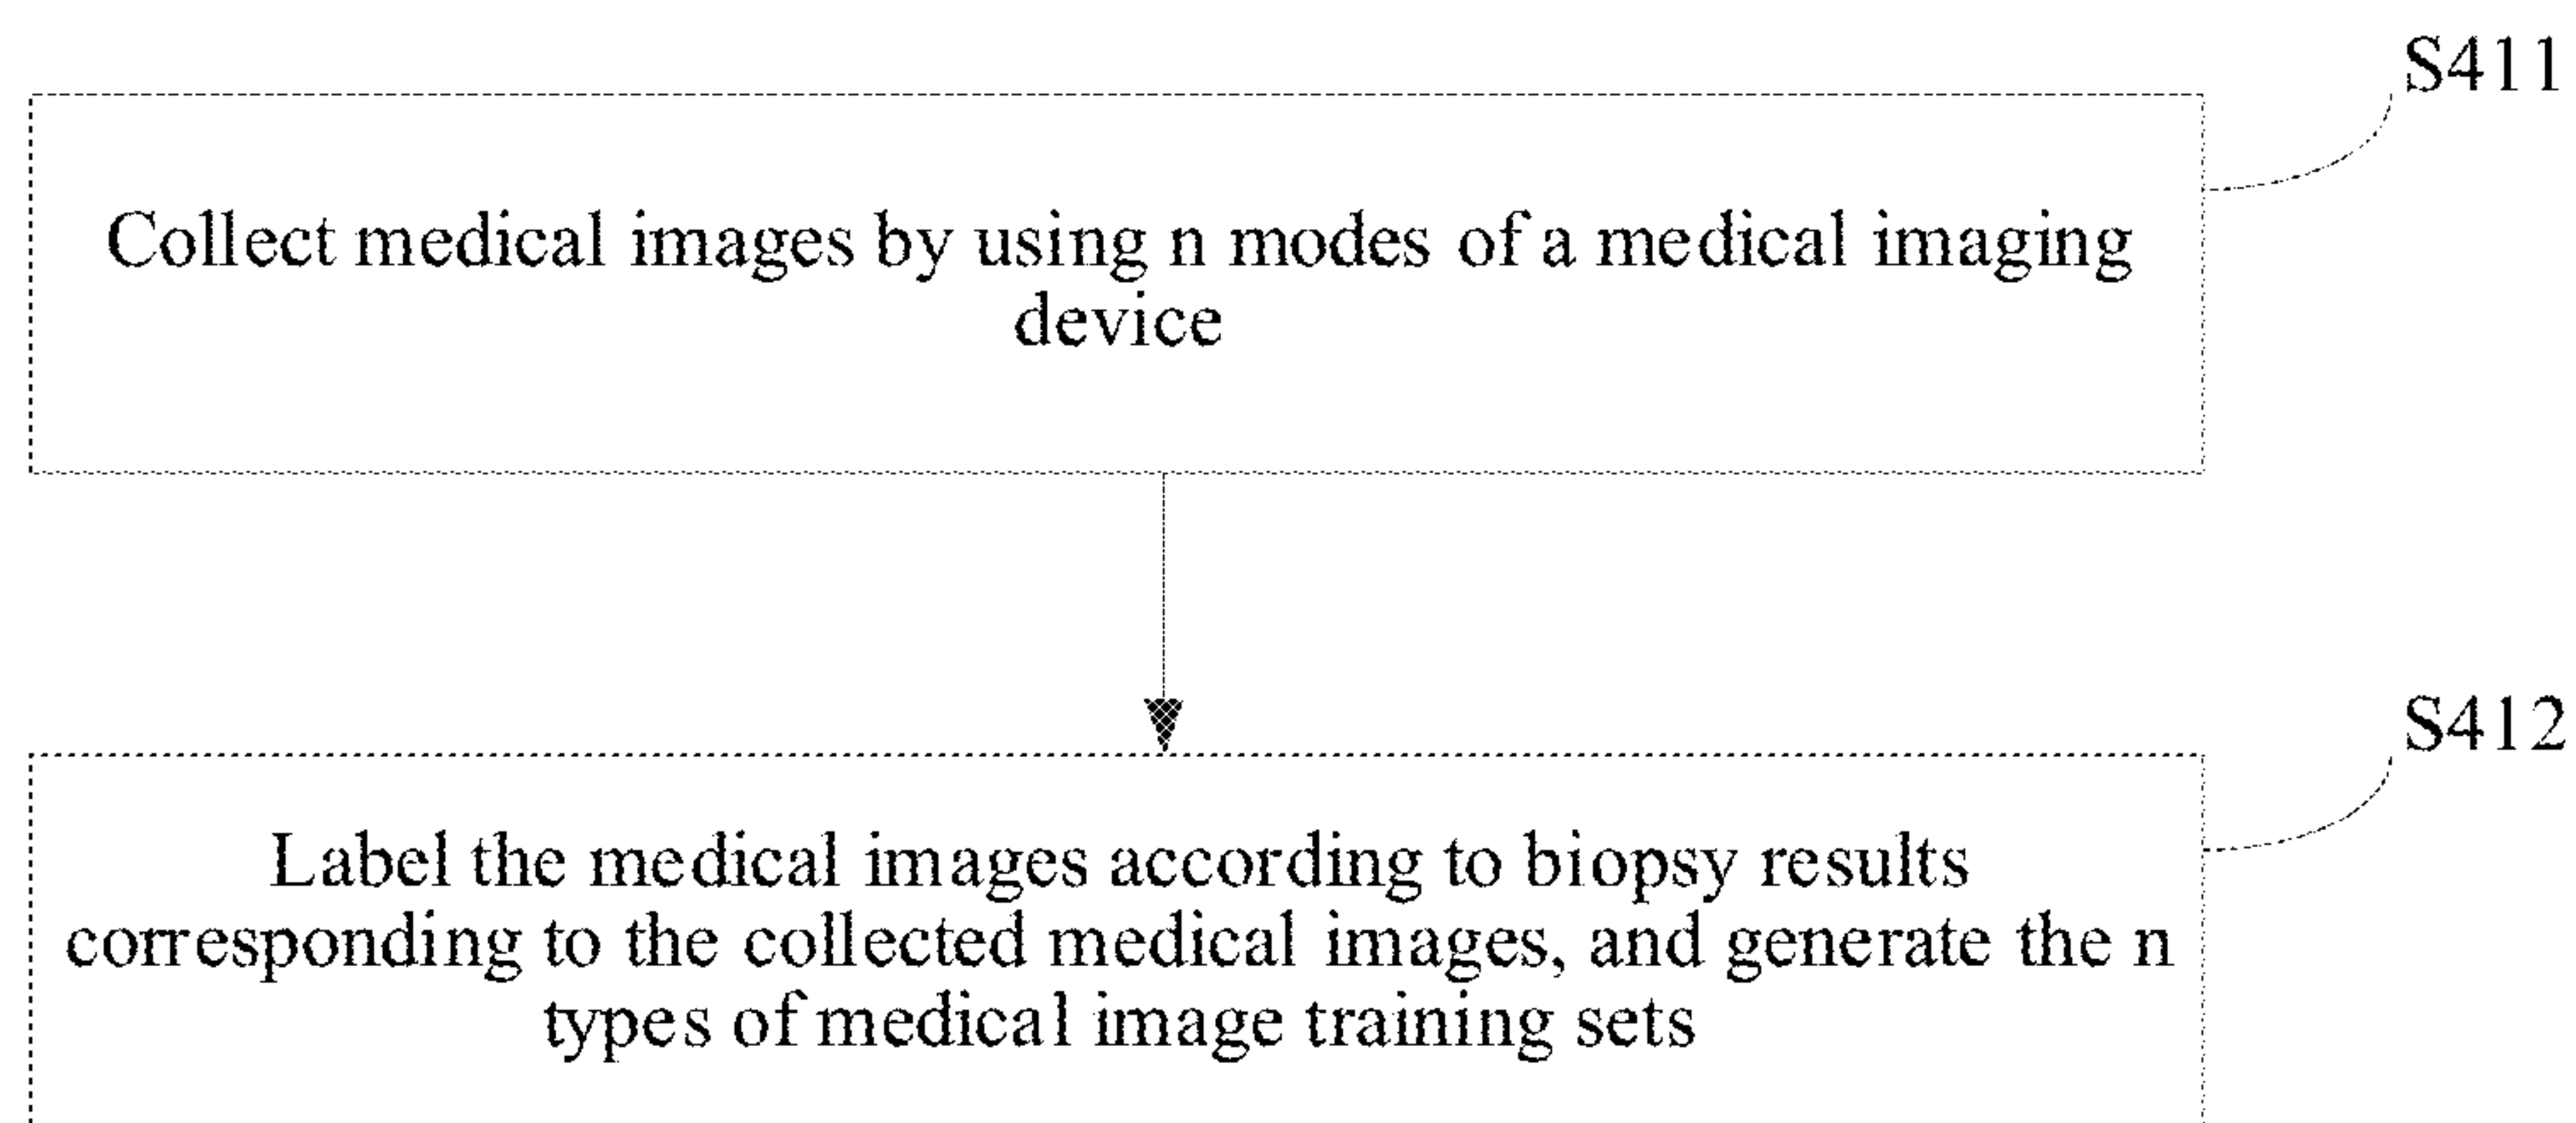 S411
Collect medical images by using n modes of a medical imaging
device
S412
Label the medical images according to biopsy results
corresponding to the collected medical images, and generate the n
types of medical image training sets